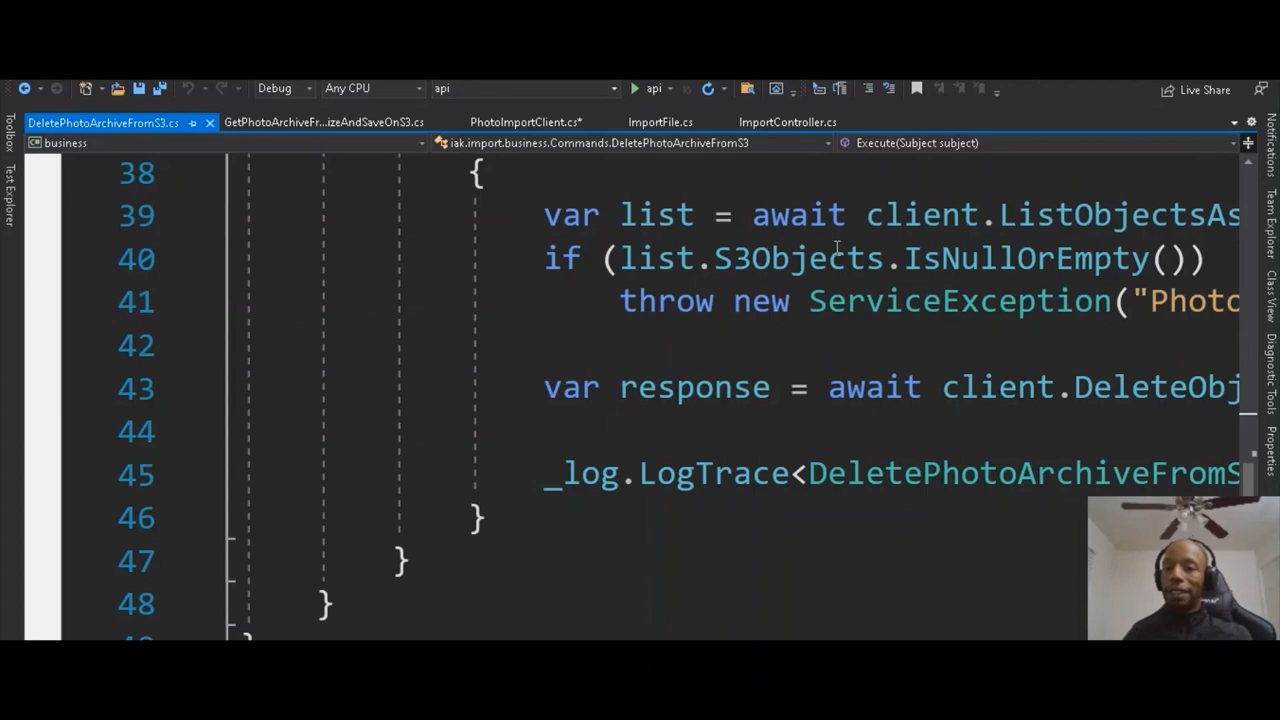 Debug Any CPU api api Live Share
DeletePhotoArchiveFromS3.cs GetPhotoArchiveFr...izeAndSaveOnS3.cs PhotoImportClient.cs* ImportFile.cs ImportController.cs
business iak.import.business.Commands.DeletePhotoArchiveFromS3 Execute(Subject subject)
Toolbox
Test Explorer
38 {
39 var list = await client.ListObjectsAs
40 if (list.S3Objects.IsNullOrEmpty())
41 throw new ServiceException("Photo
42
43 var response = await client.DeleteObj
44
45 _log.LogTrace<DeletePhotoArchiveFromS
46 }
47 }
48 }
}
Notifications
Team Explorer
Class View
Diagnostic Tools
Properties